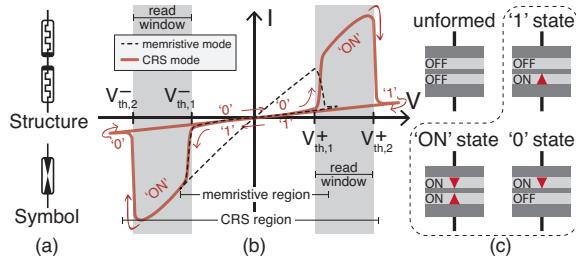 read
window
I
memristive mode
CRS mode
'ON'
V⁻th,2
V⁻th,1
'0'
'0'
'1'
V
'0'
'1'
'1'
V⁺th,1
V⁺th,2
'ON'
read
window
memristive region
CRS region
Structure
Symbol
(a)
(b)
unformed
'1' state
OFF
OFF
OFF
ON
'ON' state
'0' state
ON
ON
ON
OFF
(c)